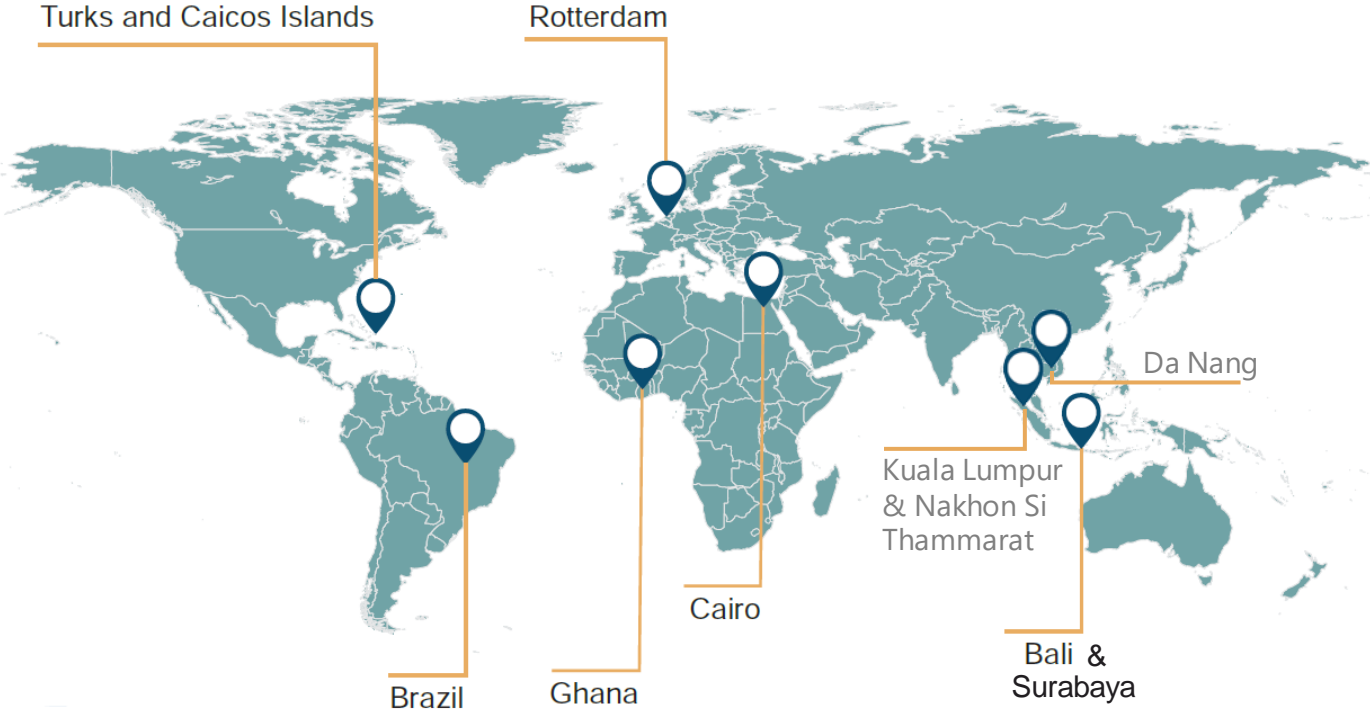 Turks and Caicos Islands
Rotterdam
Da Nang
Kuala Lumpur
& Nakhon Si
Thammarat
Cairo
Bali &
Surabaya
Ghana
Brazil